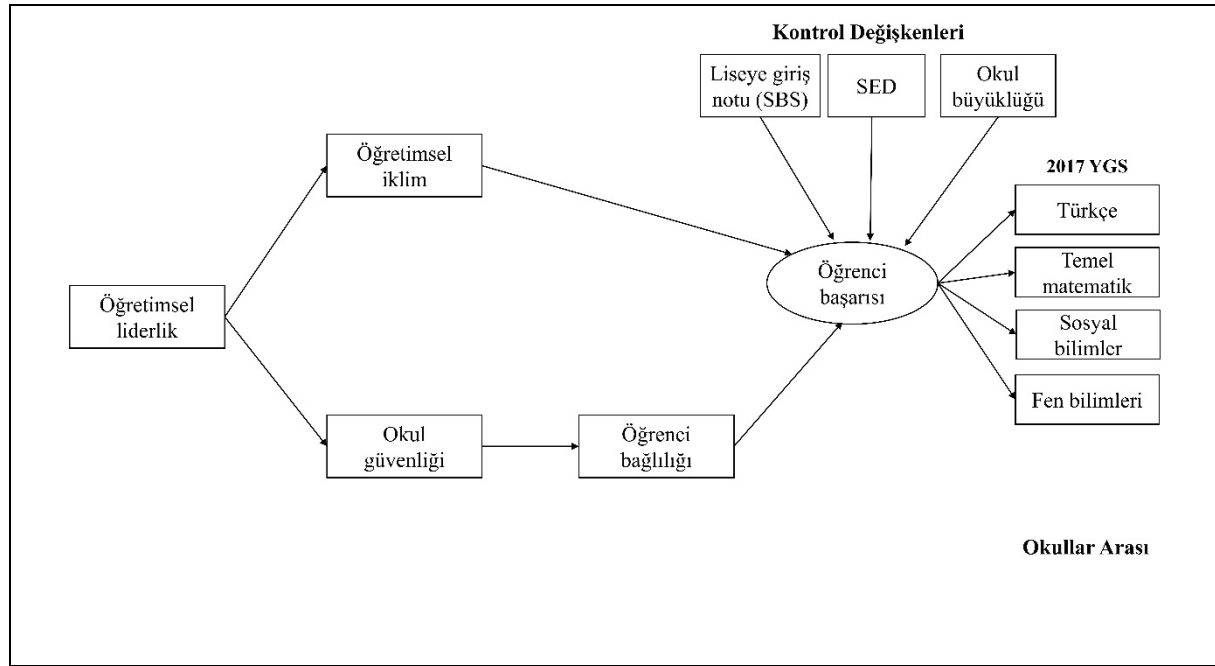 Kontrol Değişkenleri
Liseye giriş
notu (SBS)
SED
Okul
büyüklüğü
Öğretimsel
iklim
2017 YGS
Türkçe
Temel
matematik
Sosyal
bilimler
Fen bilimleri
Öğrenci
başarısı
Öğretimsel
liderlik
Okul
güvenliği
Öğrenci
bağlılığı
Okullar Arası